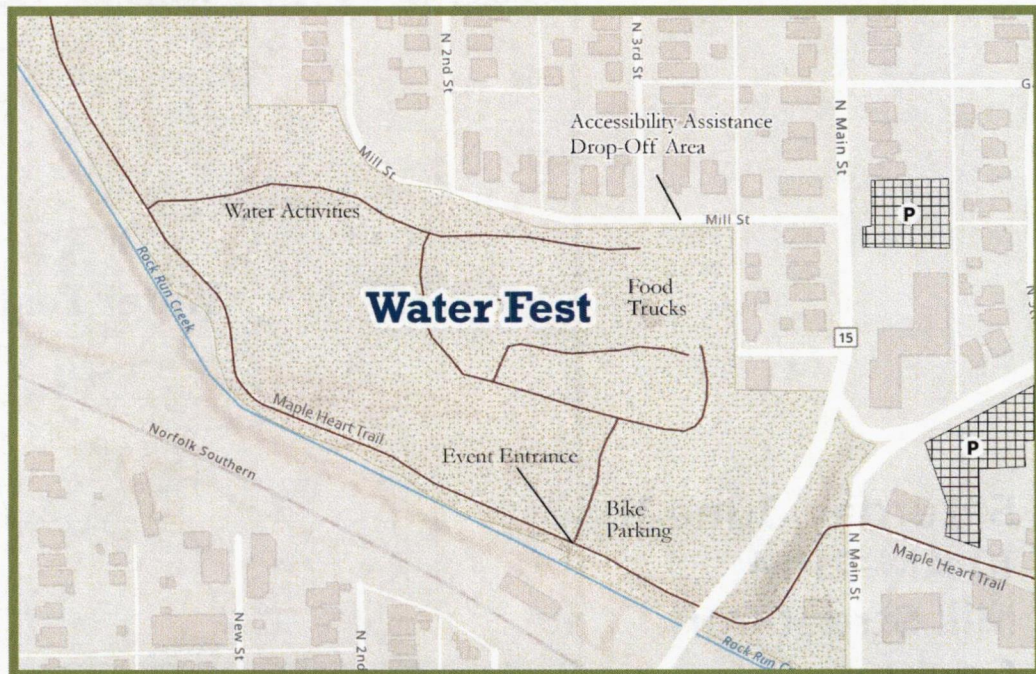 N 2nd St
N 3rd St
G
Accessibility Assistance
Drop-Off Area
N Main St
Mill St
P
Water Activities
Mill St
Rock Run Creek
Water Fest
Food
Trucks
15
Maple Heart Trail
Norfolk Southern
Event Entrance
P
Bike
Parking
N Main St
Maple Heart Trail
New St
N 2nd
Rock Run C